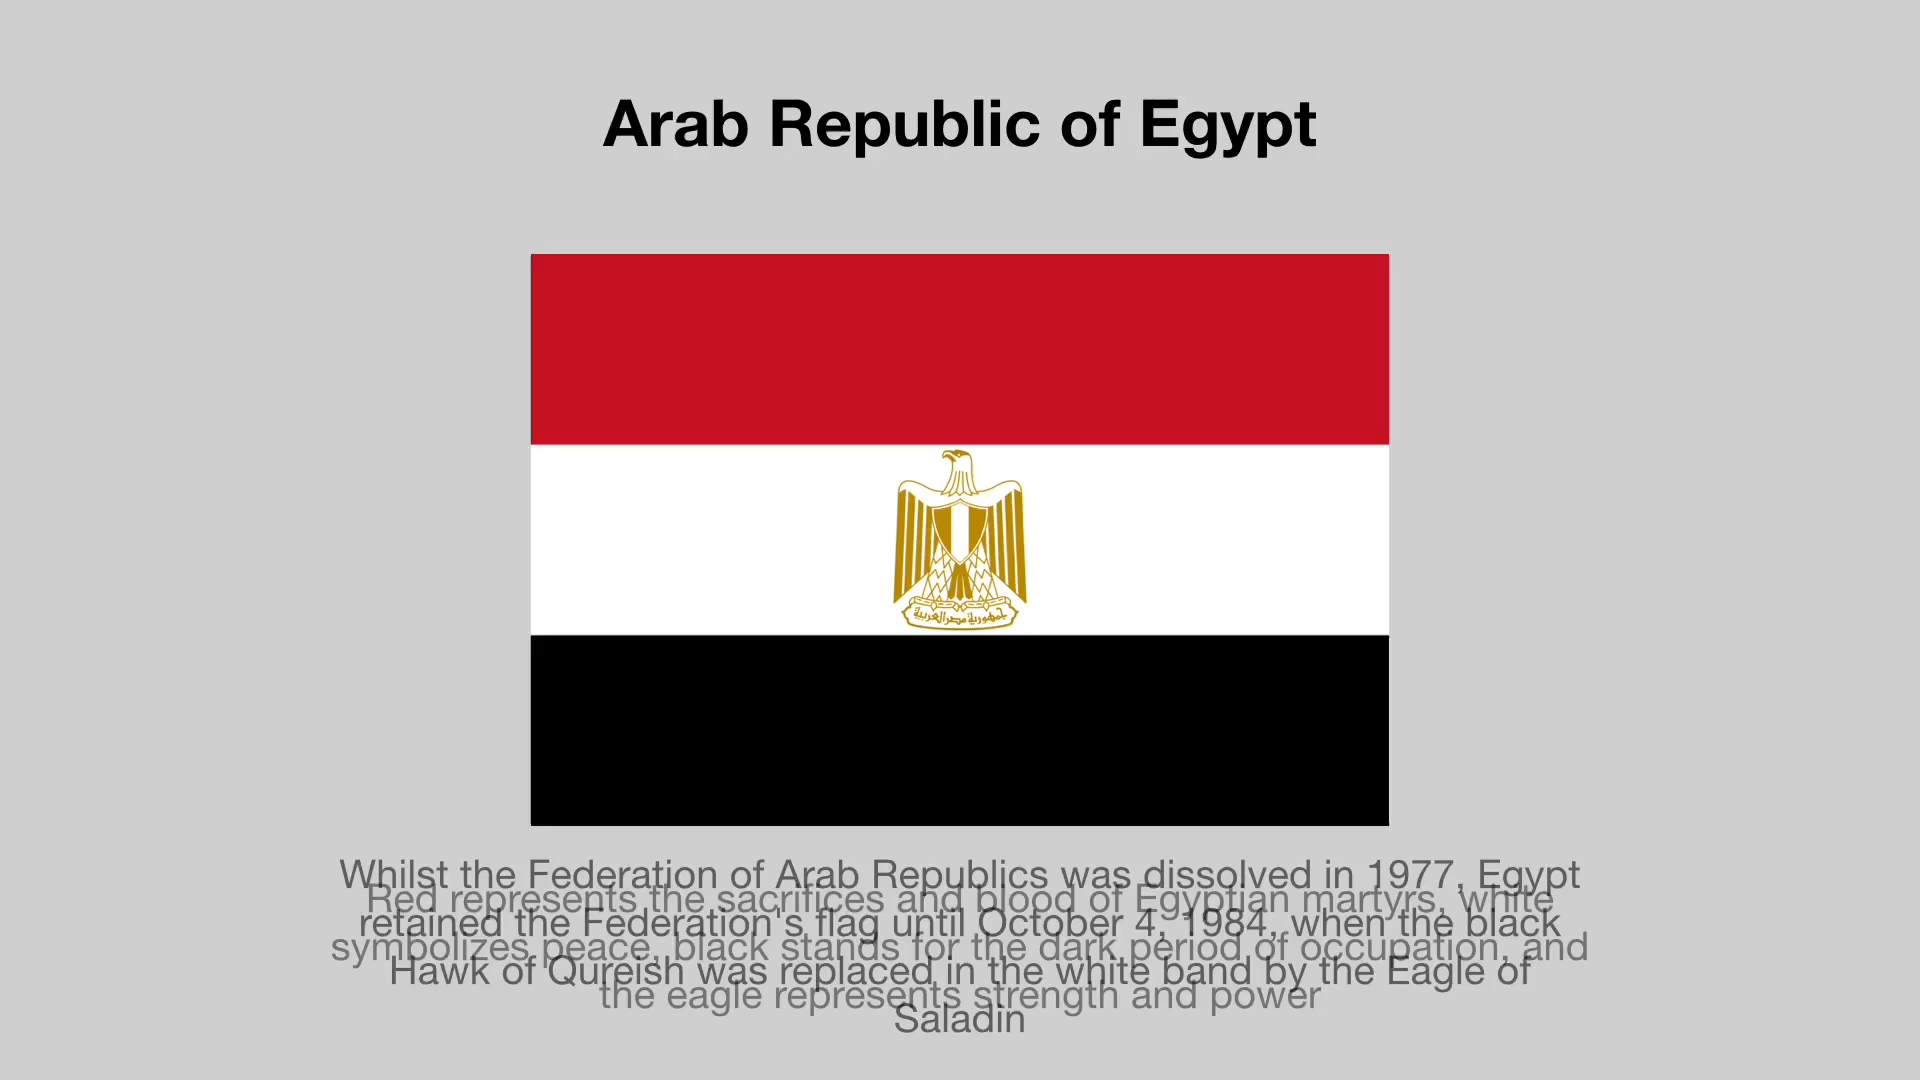 Arab Republic of Egypt
جمهورية مصر العربية
Whilst the Federation of Arab Republics was dissolved in 1977, Egypt
retained the Federation's flag until October 4, 1984, when the black
Hawk of Qureish was replaced in the white band by the Eagle of
Saladin
Red represents the sacrifices and blood of Egyptian martyrs, white
symbolizes peace, black stands for the dark period of occupation, and
the eagle represents strength and power